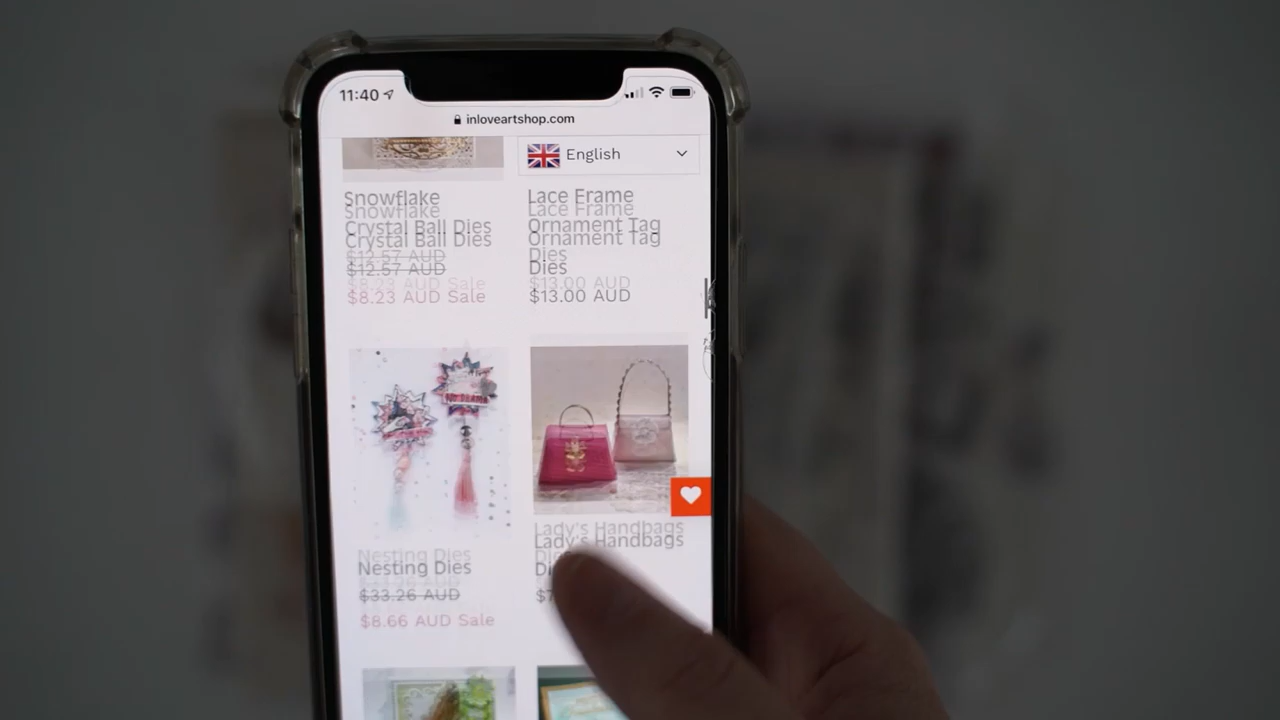 11:40
inloveartshop.com
English
Snowflake
Crystal Ball Dies
$12.57 AUD
$8.23 AUD Sale
Lace Frame
Ornament Tag
Dies
$13.00 AUD
Nesting Dies
$33.26 AUD
$8.66 AUD Sale
Lady's Handbags